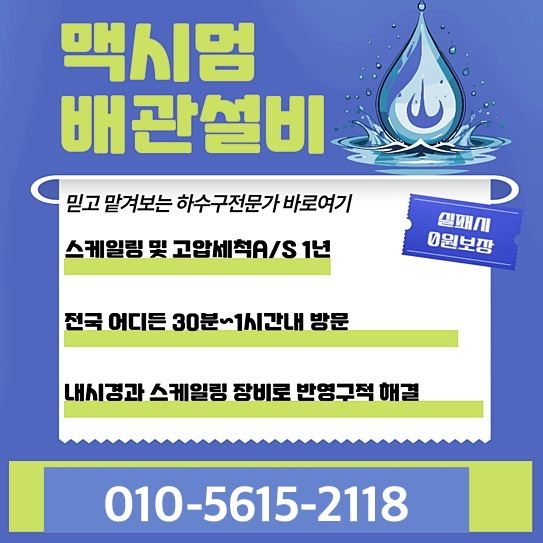 맥시멈
배관설비
믿고 맡겨보는 하수구전문가 바로여기
실패시
0원보장
스케일링 및 고압세척A/S 1년
전국 어디든 30분~1시간내 방문
내시경과 스케일링 장비로 반영구적 해결
010-5615-2118